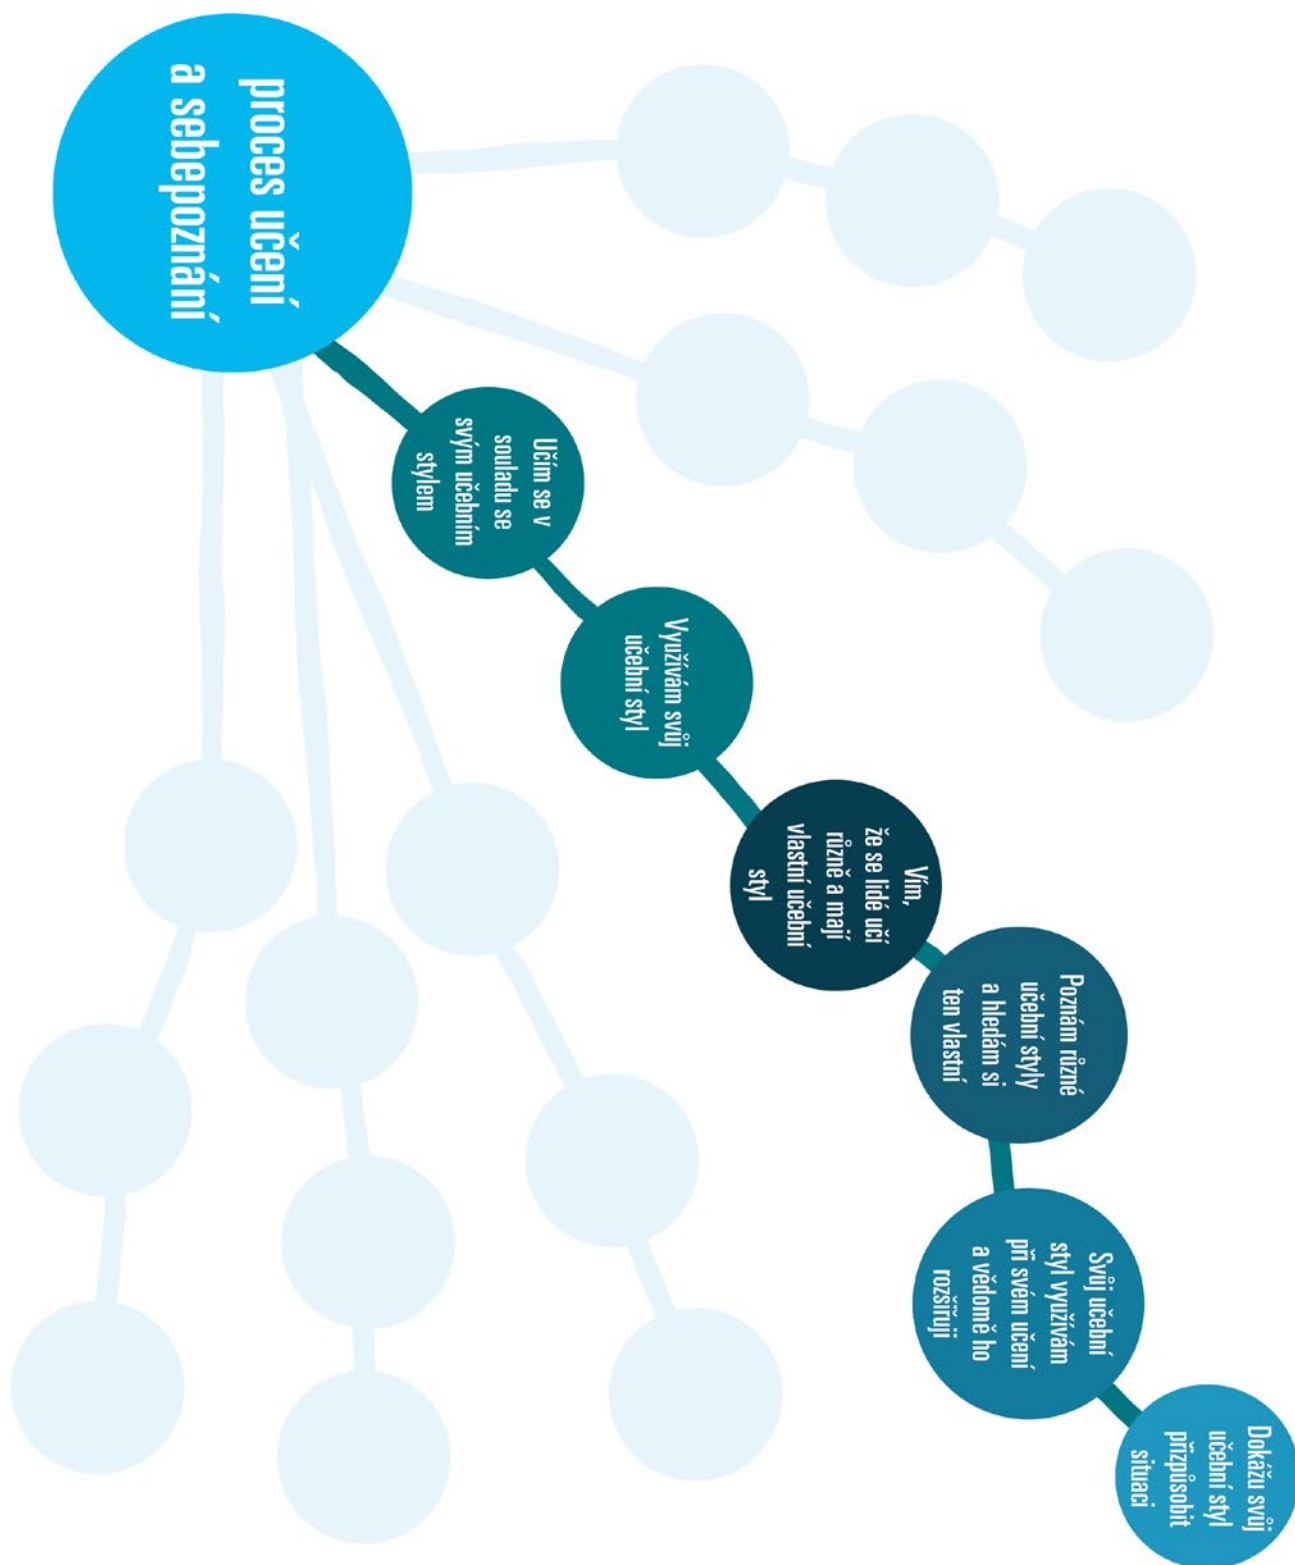 proces učení
a sebepoznání
Učím se v
souladu se
svým učebním
stylem
Využívám svůj
učební styl
Vím,
že se lidé učí
různě a mají
vlastní učební
styl
Poznám různé
učební styly
a hledám si
ten vlastní
Svůj učební
styl využívám
při svém učení
a vědomě ho
rozšiřuji
Dokážu svůj
učební styl
přizpůsobit
situaci